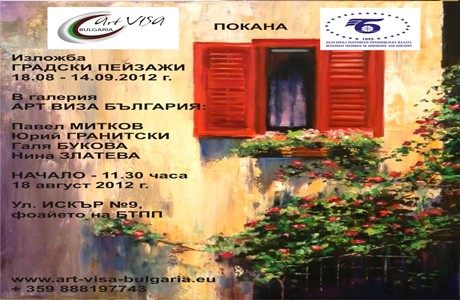 art visa
BULGARIA
ПОКАНА
1895
Изложба
ГРАДСКИ ПЕЙЗАЖИ
18.08 - 14.09.2012 г.
В галерия
АРТ ВИЗА БЪЛГАРИЯ:
Павел МИТКОВ
Юрий ГРАНИТСКИ
Галя БУКОВА
Нина ЗЛАТЕВА
НАЧАЛО - 11.30 часа
18 август 2012 г.
Ул. ИСКЪР №9,
фоайето на БТПП
www.art-visa-bulgaria.eu
+ 359 888197743